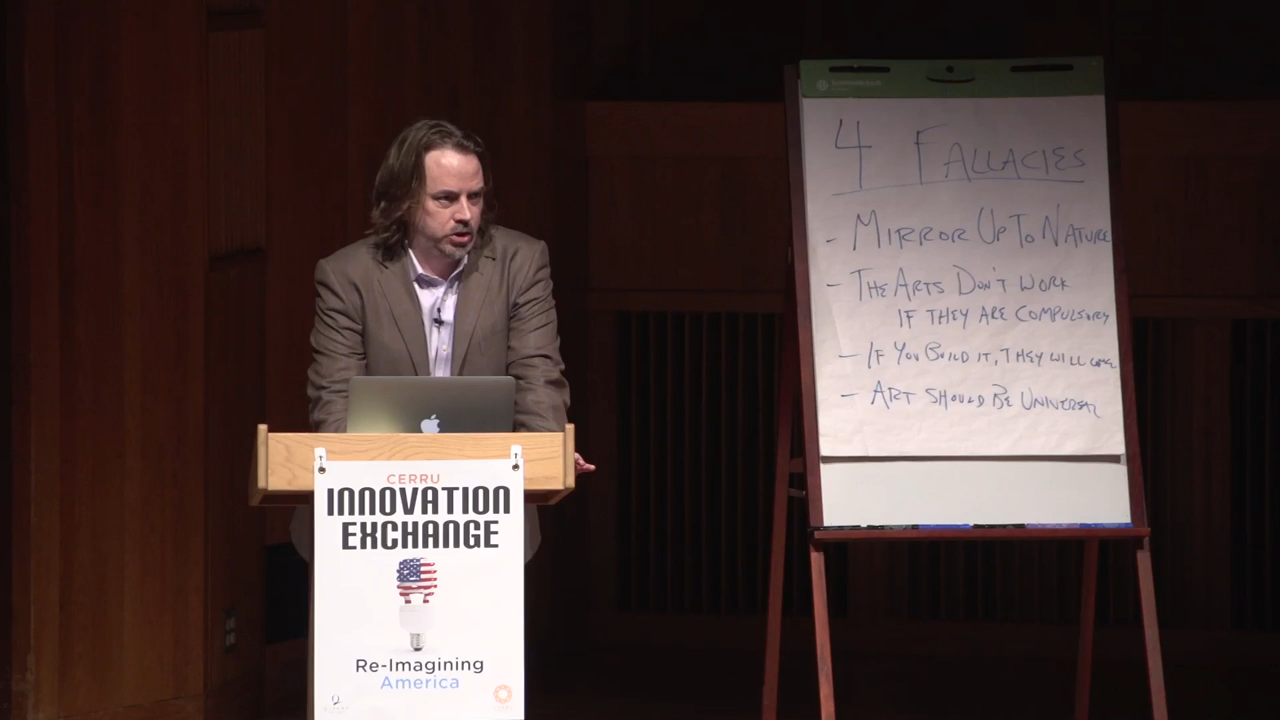 4 FALLACIES
- MIRROR UP TO NATURE
- THE ARTS DON'T WORK
IF THEY ARE COMPULSORY
- IF YOU BUILD IT, THEY WILL COME
- ART SHOULD BE UNIVERSAL
CERRU
INNOVATION
EXCHANGE
Re-Imagining
America